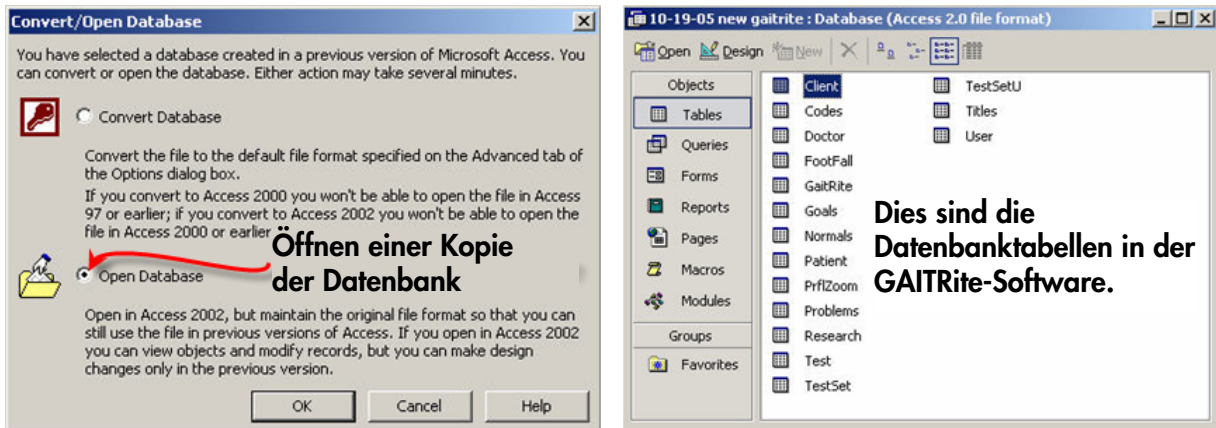 Convert/Open Database
You have selected a database created in a previous version of Microsoft Access. You
can convert or open the database. Either action may take several minutes.
Convert Database
Convert the file to the default file format specified on the Advanced tab of
the Options dialog box.
If you convert to Access 2000 you won't be able to open the file in Access
97 or earlier; if you convert to Access 2002 you won't be able to open the
file in Access 2000 or earlier
Öffnen einer Kopie
der Datenbank
Open Database
Open in Access 2002, but maintain the original file format so that you can
still use the file in previous versions of Access. If you open in Access 2002
you can view objects and modify records, but you can make design
changes only in the previous version.
OK Cancel Help
10-19-05 new gaitrite : Database (Access 2.0 file format)
Open Design New
Objects
Tables
Queries
Forms
Reports
Pages
Macros
Modules
Groups
Favorites
Client
Codes
Doctor
FootFall
GaitRite
Goals
Normals
Patient
PrflZoom
Problems
Research
Test
TestSet
TestSetU
Titles
User
Dies sind die
Datenbanktabellen in der
GAITRite-Software.